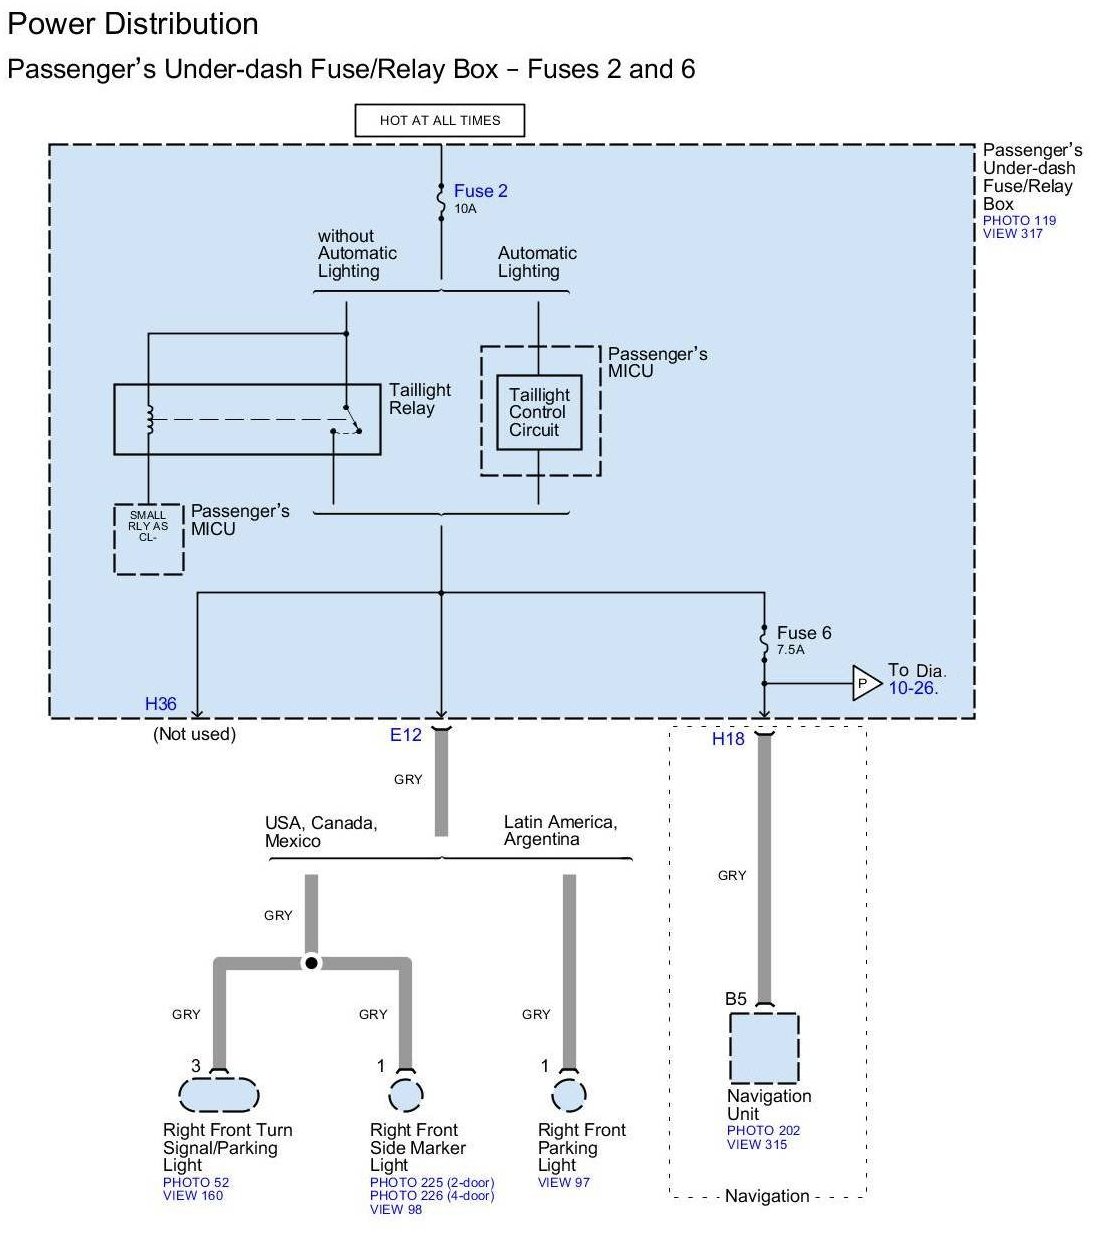 Power Distribution
Passenger's Under-dash Fuse/Relay Box – Fuses 2 and 6
HOT AT ALL TIMES
Passenger's
Under-dash
Fuse/Relay
Box
PHOTO 119
VIEW 317
Fuse 2
10A
without
Automatic
Lighting
Automatic
Lighting
Passenger's
MICU
Taillight
Relay
Taillight
Control
Circuit
SMALL
RLY AS
CL-
Passenger's
MICU
Fuse 6
7.5A
P
To Dia.
10-26.
H36
(Not used)
E12
H18
GRY
USA, Canada,
Mexico
Latin America,
Argentina
GRY
GRY
B5
GRY
GRY
GRY
3
1
1
Right Front Turn
Signal/Parking
Light
PHOTO 52
VIEW 160
Right Front
Side Marker
Light
PHOTO 225 (2-door)
PHOTO 226 (4-door)
VIEW 98
Right Front
Parking
Light
VIEW 97
Navigation
Unit
PHOTO 202
VIEW 315
Navigation